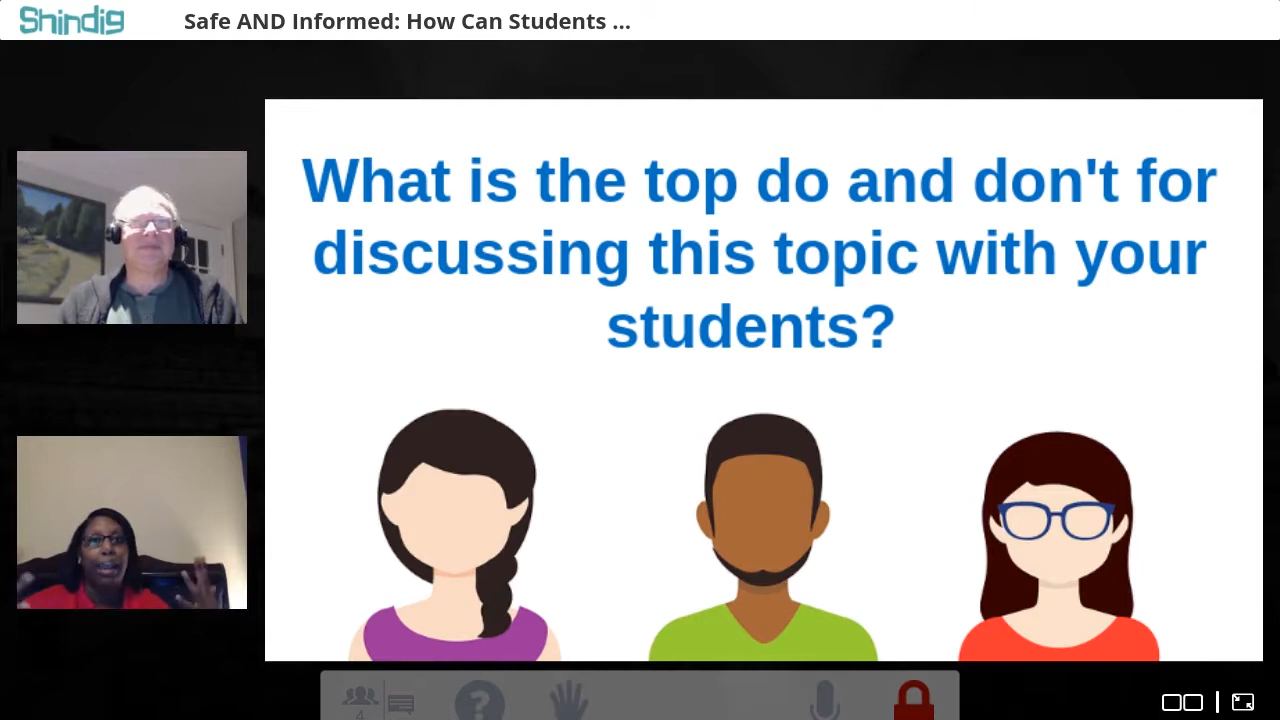 Shindig
Safe AND Informed: How Can Students ...
What is the top do and don't for
discussing this topic with your
students?
?
4